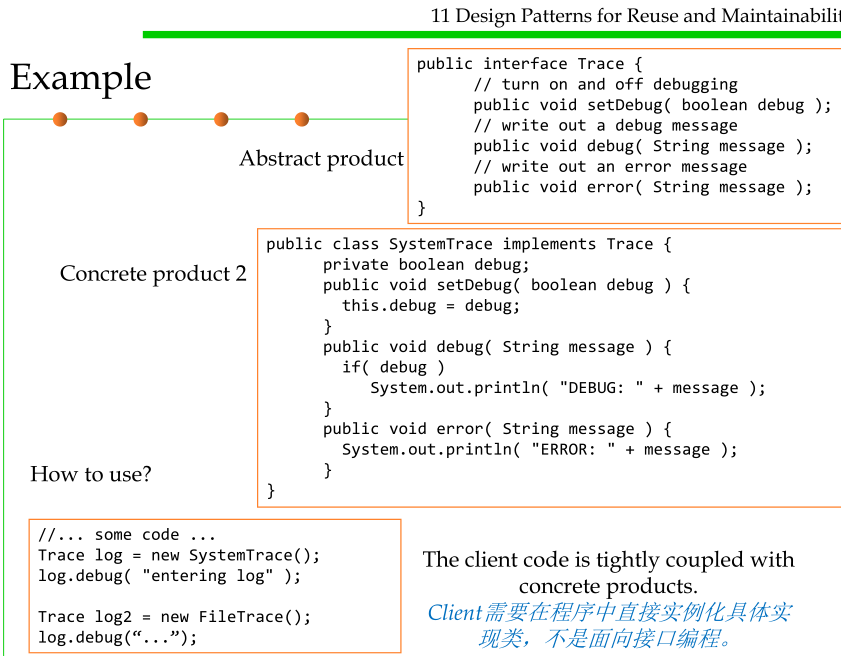 11 Design Patterns for Reuse and Maintainabilit
Example
public interface Trace {
// turn on and off debugging
public void setDebug( boolean debug );
// write out a debug message
public void debug( String message );
// write out an error message
public void error( String message );
}
Abstract product
public class SystemTrace implements Trace {
private boolean debug;
public void setDebug( boolean debug ) {
this.debug = debug;
}
public void debug( String message ) {
if( debug )
System.out.println( "DEBUG: " + message );
}
public void error( String message ) {
System.out.println( "ERROR: " + message );
}
}
Concrete product 2
How to use?
//... some code ...
Trace log = new SystemTrace();
log.debug( "entering log" );
Trace log2 = new FileTrace();
log.debug(“...”);
The client code is tightly coupled with
concrete products.
Client需要在程序中直接实例化具体实
现类，不是面向接口编程。